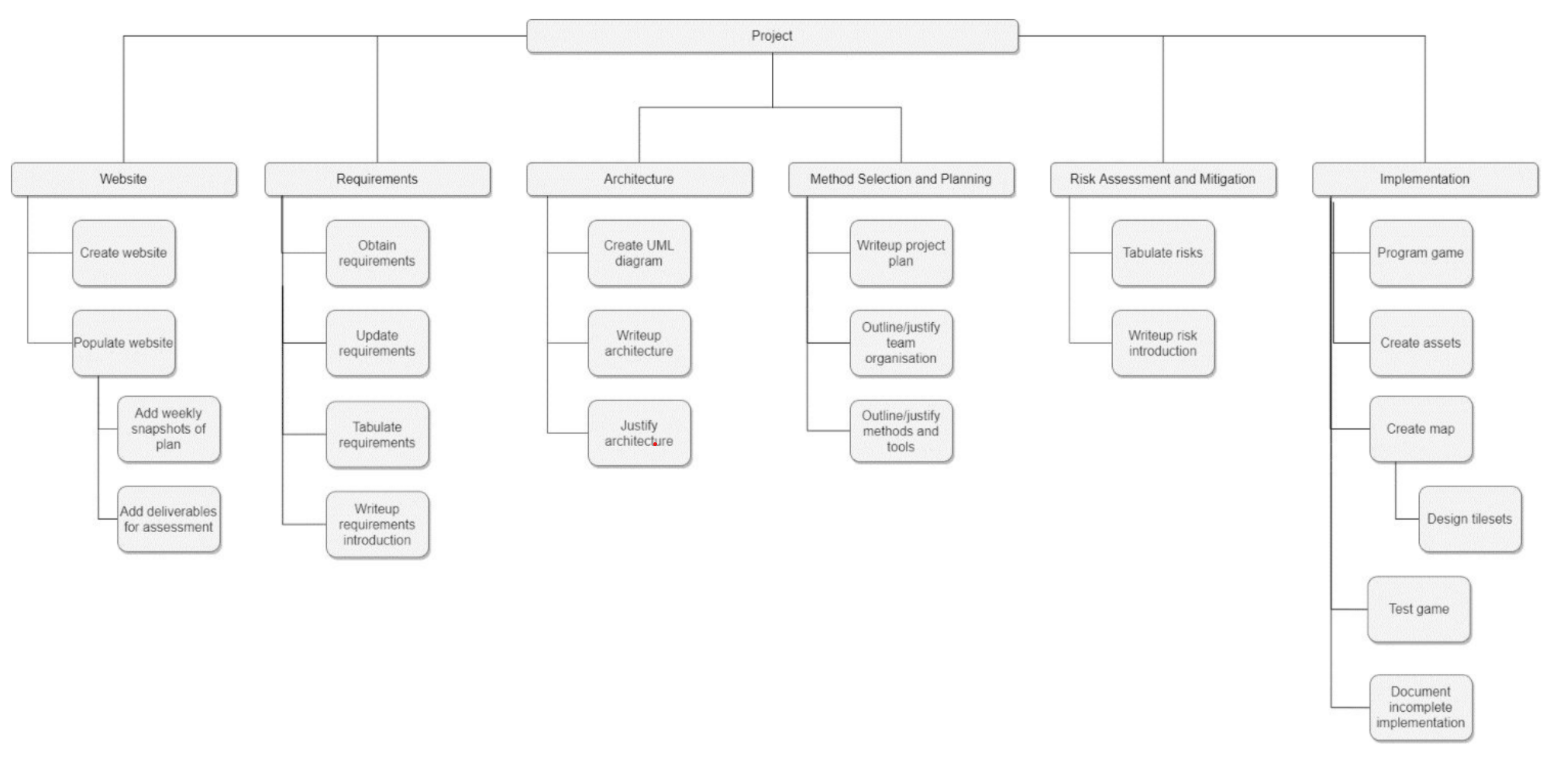 Project
Website
Requirements
Architecture
Method Selection and Planning
Risk Assessment and Mitigation
Implementation
Create website
Populate website
Add weekly
snapshots of
plan
Add deliverables
for assessment
Obtain
requirements
Update
requirements
Tabulate
requirements
Writeup
requirements
introduction
Create UML
diagram
Writeup
architecture
Justify
architecture
Writeup project
plan
Outline/justify
team
organisation
Outline/justify
methods and
tools
Tabulate risks
Writeup risk
introduction
Program game
Create assets
Create map
Design tilesets
Test game
Document
incomplete
implementation